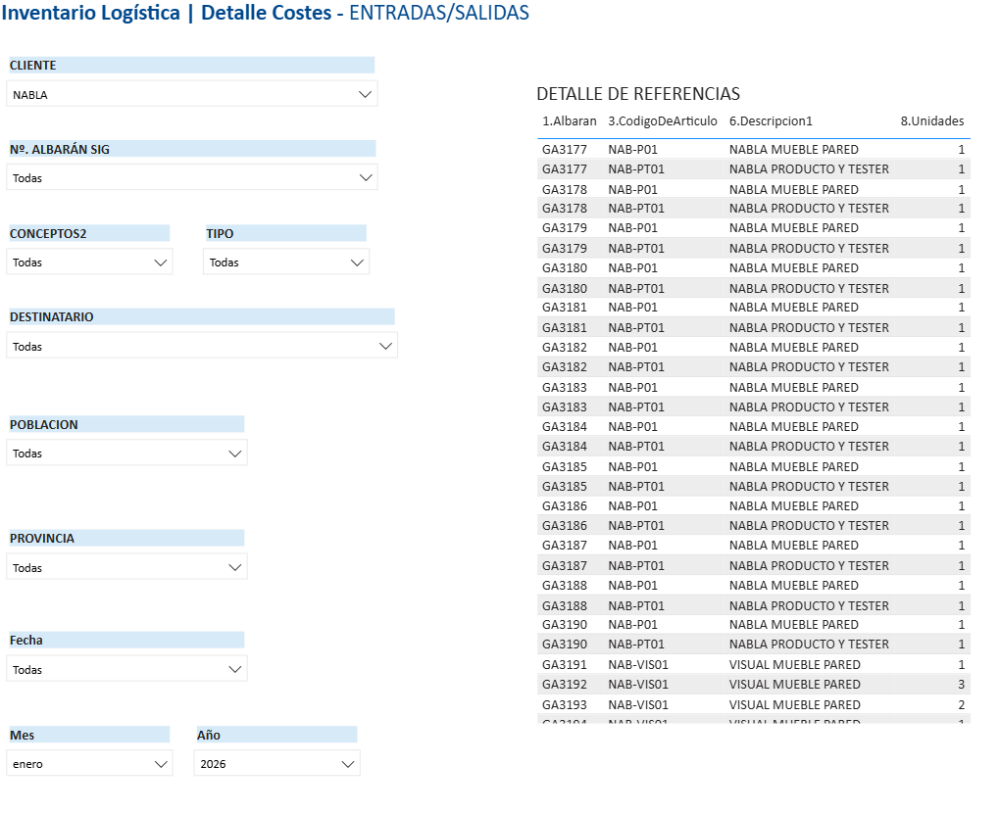 Inventario Logística | Detalle Costes - ENTRADAS/SALIDAS
CLIENTE
NABLA
Nº. ALBARÁN SIG
Todas
CONCEPTOS2 TIPO
Todas Todas
DESTINATARIO
Todas
POBLACION
Todas
PROVINCIA
Todas
Fecha
Todas
Mes Año
enero 2026
DETALLE DE REFERENCIAS
1.Albaran 3.CodigoDeArticulo 6.Descripcion1 8.Unidades
GA3177 NAB-P01 NABLA MUEBLE PARED 1
GA3177 NAB-PT01 NABLA PRODUCTO Y TESTER 1
GA3178 NAB-P01 NABLA MUEBLE PARED 1
GA3178 NAB-PT01 NABLA PRODUCTO Y TESTER 1
GA3179 NAB-P01 NABLA MUEBLE PARED 1
GA3179 NAB-PT01 NABLA PRODUCTO Y TESTER 1
GA3180 NAB-P01 NABLA MUEBLE PARED 1
GA3180 NAB-PT01 NABLA PRODUCTO Y TESTER 1
GA3181 NAB-P01 NABLA MUEBLE PARED 1
GA3181 NAB-PT01 NABLA PRODUCTO Y TESTER 1
GA3182 NAB-P01 NABLA MUEBLE PARED 1
GA3182 NAB-PT01 NABLA PRODUCTO Y TESTER 1
GA3183 NAB-P01 NABLA MUEBLE PARED 1
GA3183 NAB-PT01 NABLA PRODUCTO Y TESTER 1
GA3184 NAB-P01 NABLA MUEBLE PARED 1
GA3184 NAB-PT01 NABLA PRODUCTO Y TESTER 1
GA3185 NAB-P01 NABLA MUEBLE PARED 1
GA3185 NAB-PT01 NABLA PRODUCTO Y TESTER 1
GA3186 NAB-P01 NABLA MUEBLE PARED 1
GA3186 NAB-PT01 NABLA PRODUCTO Y TESTER 1
GA3187 NAB-P01 NABLA MUEBLE PARED 1
GA3187 NAB-PT01 NABLA PRODUCTO Y TESTER 1
GA3188 NAB-P01 NABLA MUEBLE PARED 1
GA3188 NAB-PT01 NABLA PRODUCTO Y TESTER 1
GA3190 NAB-P01 NABLA MUEBLE PARED 1
GA3190 NAB-PT01 NABLA PRODUCTO Y TESTER 1
GA3191 NAB-VIS01 VISUAL MUEBLE PARED 1
GA3192 NAB-VIS01 VISUAL MUEBLE PARED 3
GA3193 NAB-VIS01 VISUAL MUEBLE PARED 2